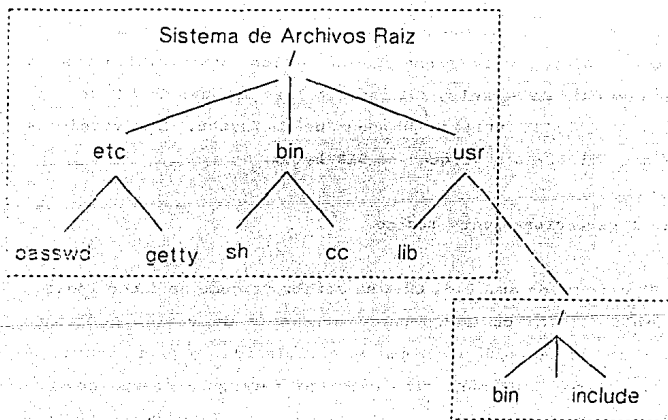 Sistema de Archivos Raiz
/
etc bin usr
passwd getty sh cc lib
/
bin include